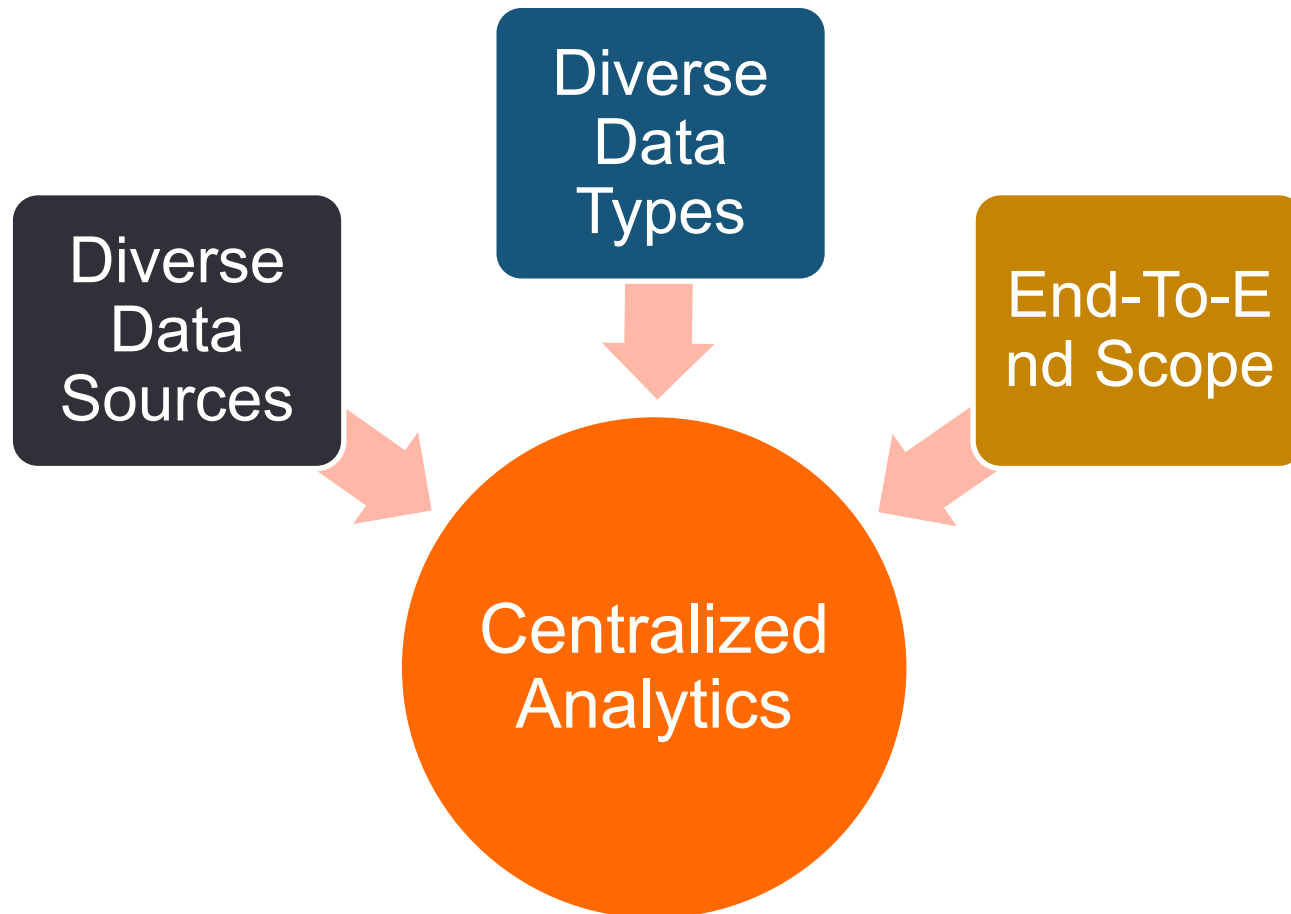 Diverse
Data
Types
Diverse
Data
Sources
End-To-E
nd Scope
Centralized
Analytics